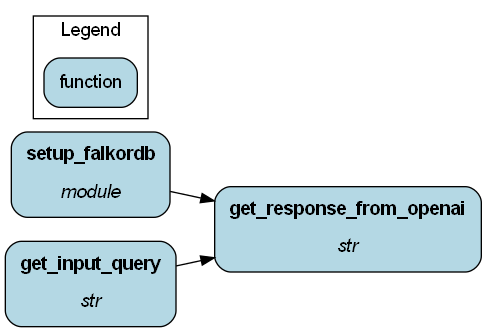 Legend
function
setup_falkordb
module
get_response_from_openai
str
get_input_query
str